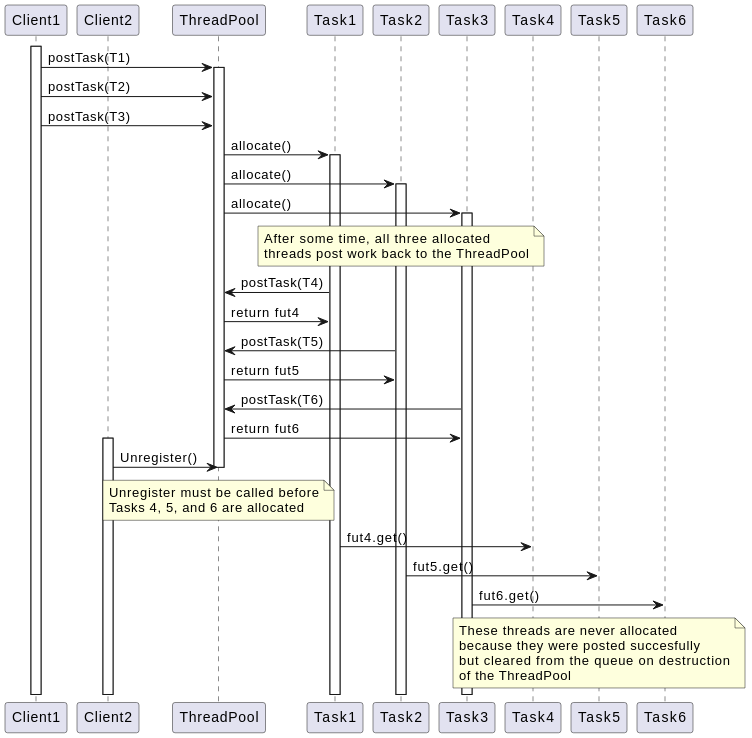 Client1 Client2 ThreadPool Task1 Task2 Task3 Task4 Task5 Task6
postTask(T1)
postTask(T2)
postTask(T3)
allocate()
allocate()
allocate()
After some time, all three allocated
threads post work back to the ThreadPool
postTask(T4)
return fut4
postTask(T5)
return fut5
postTask(T6)
return fut6
Unregister()
Unregister must be called before
Tasks 4, 5, and 6 are allocated
fut4.get()
fut5.get()
fut6.get()
These threads are never allocated
because they were posted succesfully
but cleared from the queue on destruction
of the ThreadPool
Client1 Client2 ThreadPool Task1 Task2 Task3 Task4 Task5 Task6